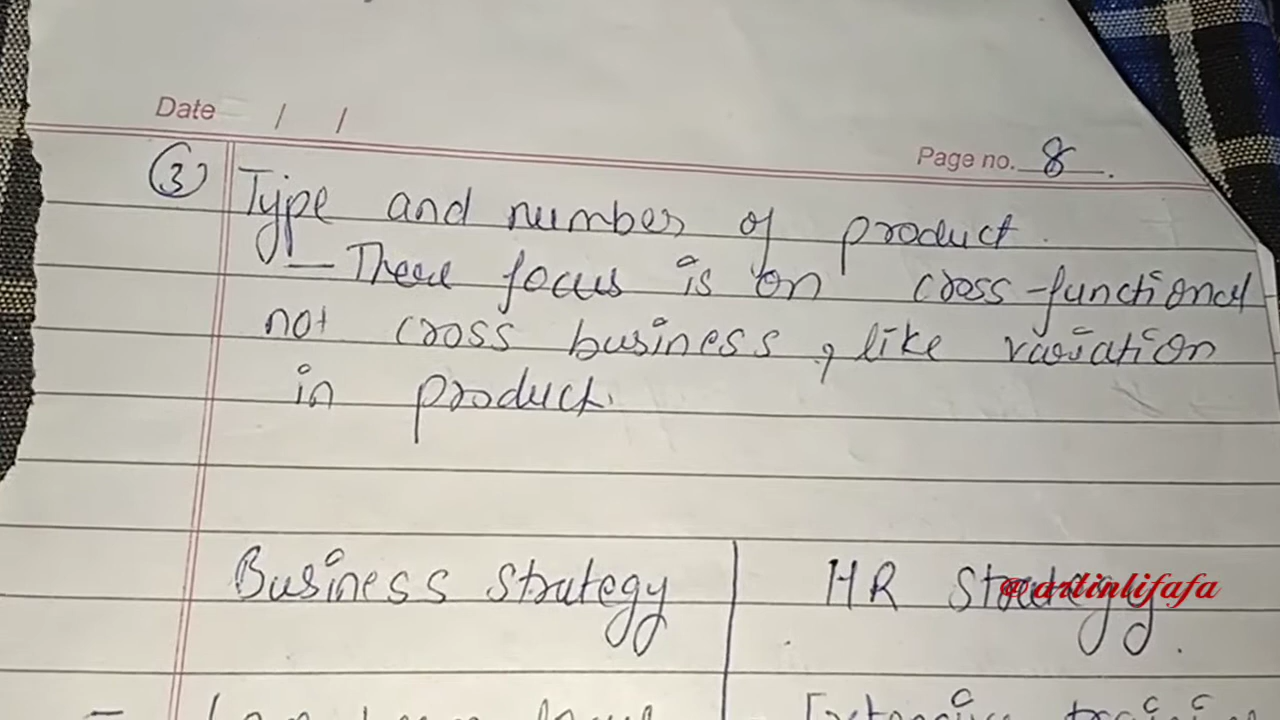 Date / /
Page no. 8.
③ Type and number of product.
— There focus is on cross-functional
not cross business, like variation
in product.
Business Strategy | HR Strategy.
@artinlifafa